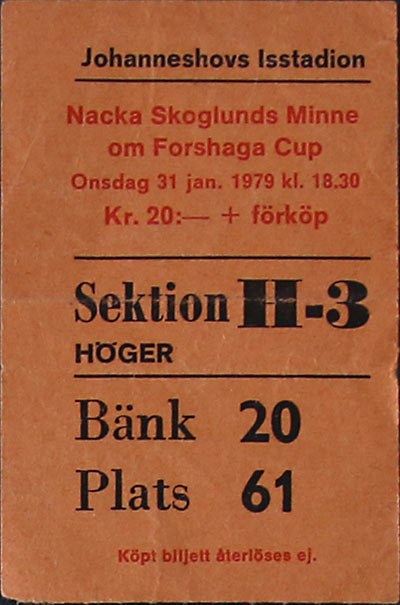 Johanneshovs Isstadion
Nacka Skoglunds Minne
om Forshaga Cup
Onsdag 31 jan. 1979 kl. 18.30
Kr. 20:— + förköp
Sektion H-3
HÖGER
Bänk 20
Plats 61
Köpt biljett återlöses ej.